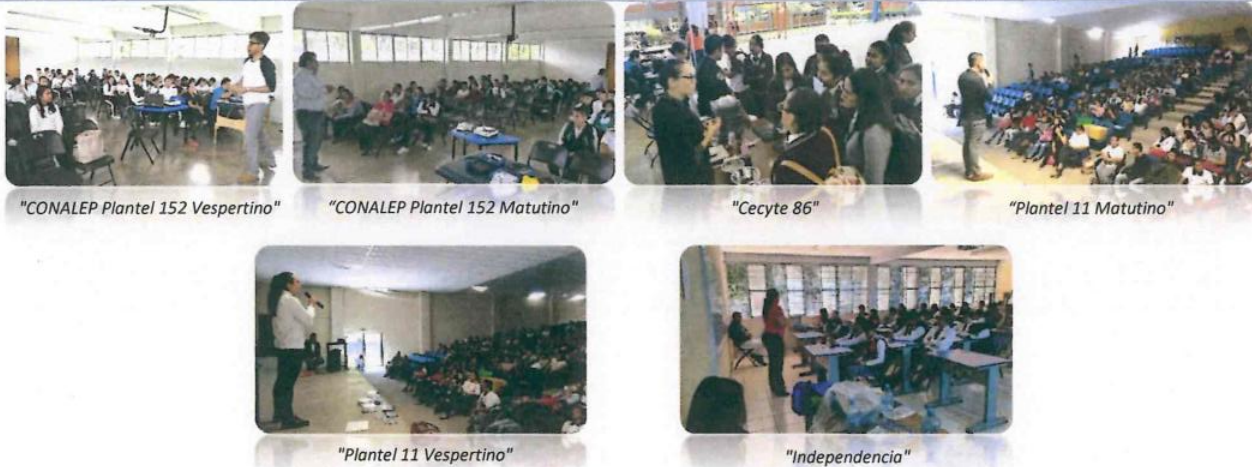 "CONALEP Plantel 152 Vespertino"
“CONALEP Plantel 152 Matutino"
"Cecyte 86"
“Plantel 11 Matutino"
"Plantel 11 Vespertino"
"Independencia"